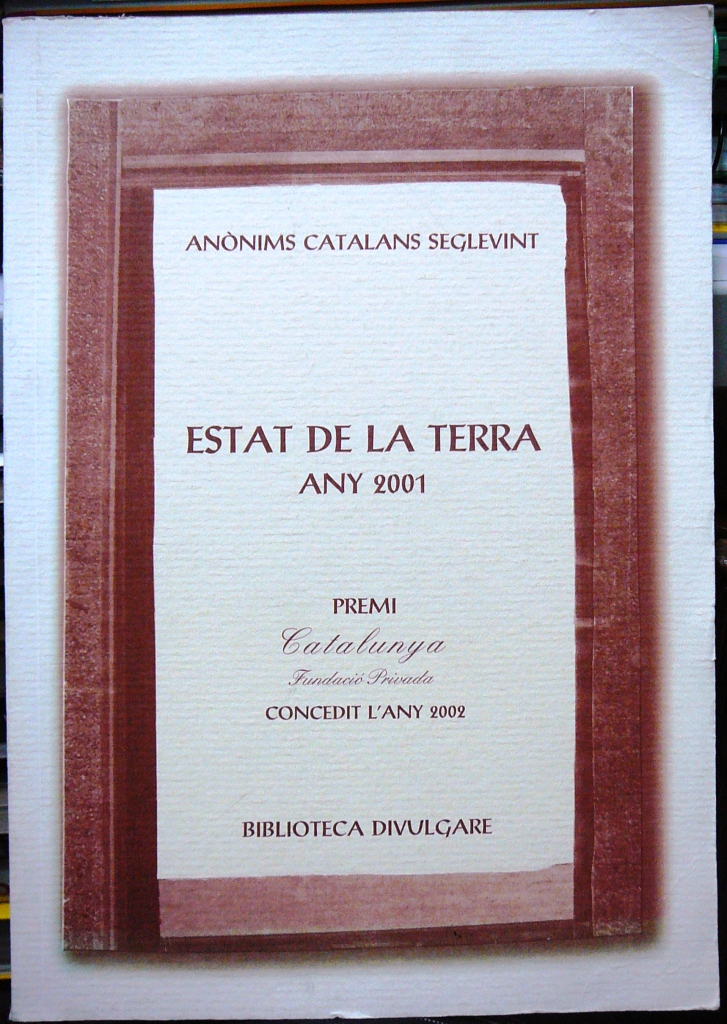 ANÒNIMS CATALANS SEGLEVINT
ESTAT DE LA TERRA
ANY 2001
PREMI
Catalunya
Fundació Privada
CONCEDIT L'ANY 2002
BIBLIOTECA DIVULGARE